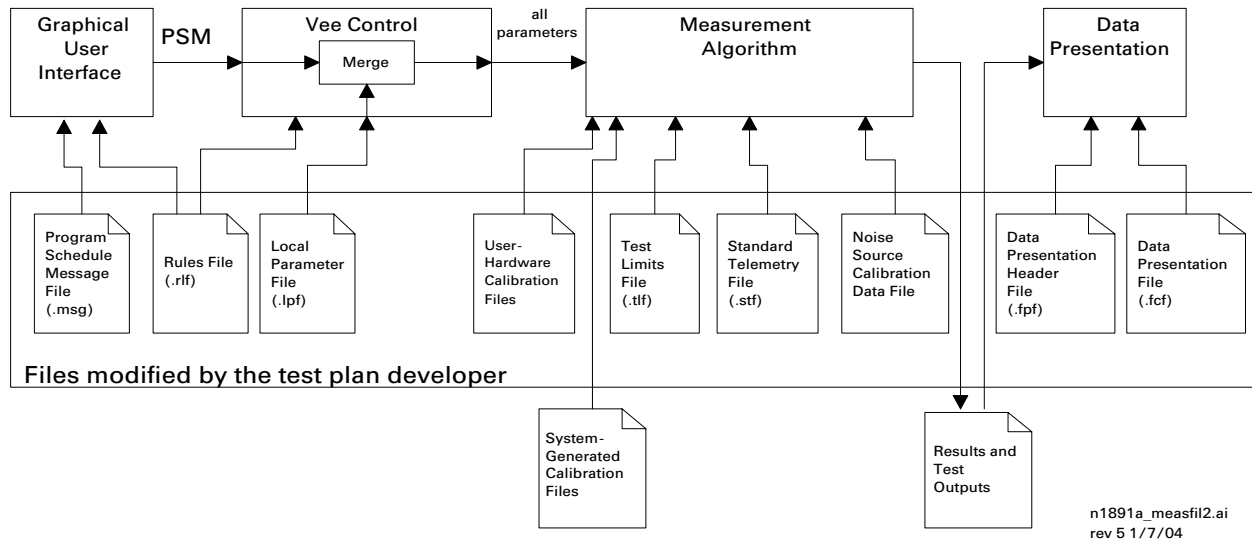 Graphical
User
Interface
PSM
Vee Control
Merge
all
parameters
Measurement
Algorithm
Data
Presentation
Program
Schedule
Message
File
(.msg)
Rules File
(.rlf)
Local
Parameter
File
(.lpf)
User-
Hardware
Calibration
Files
Test
Limits
File
(.tlf)
Standard
Telemetry
File
(.stf)
Noise
Source
Calibration
Data File
Data
Presentation
Header
File
(.fpf)
Data
Presentation
File
(.fcf)
Files modified by the test plan developer
System-
Generated
Calibration
Files
Results and
Test
Outputs
n1891a_measfil2.ai
rev 5 1/7/04